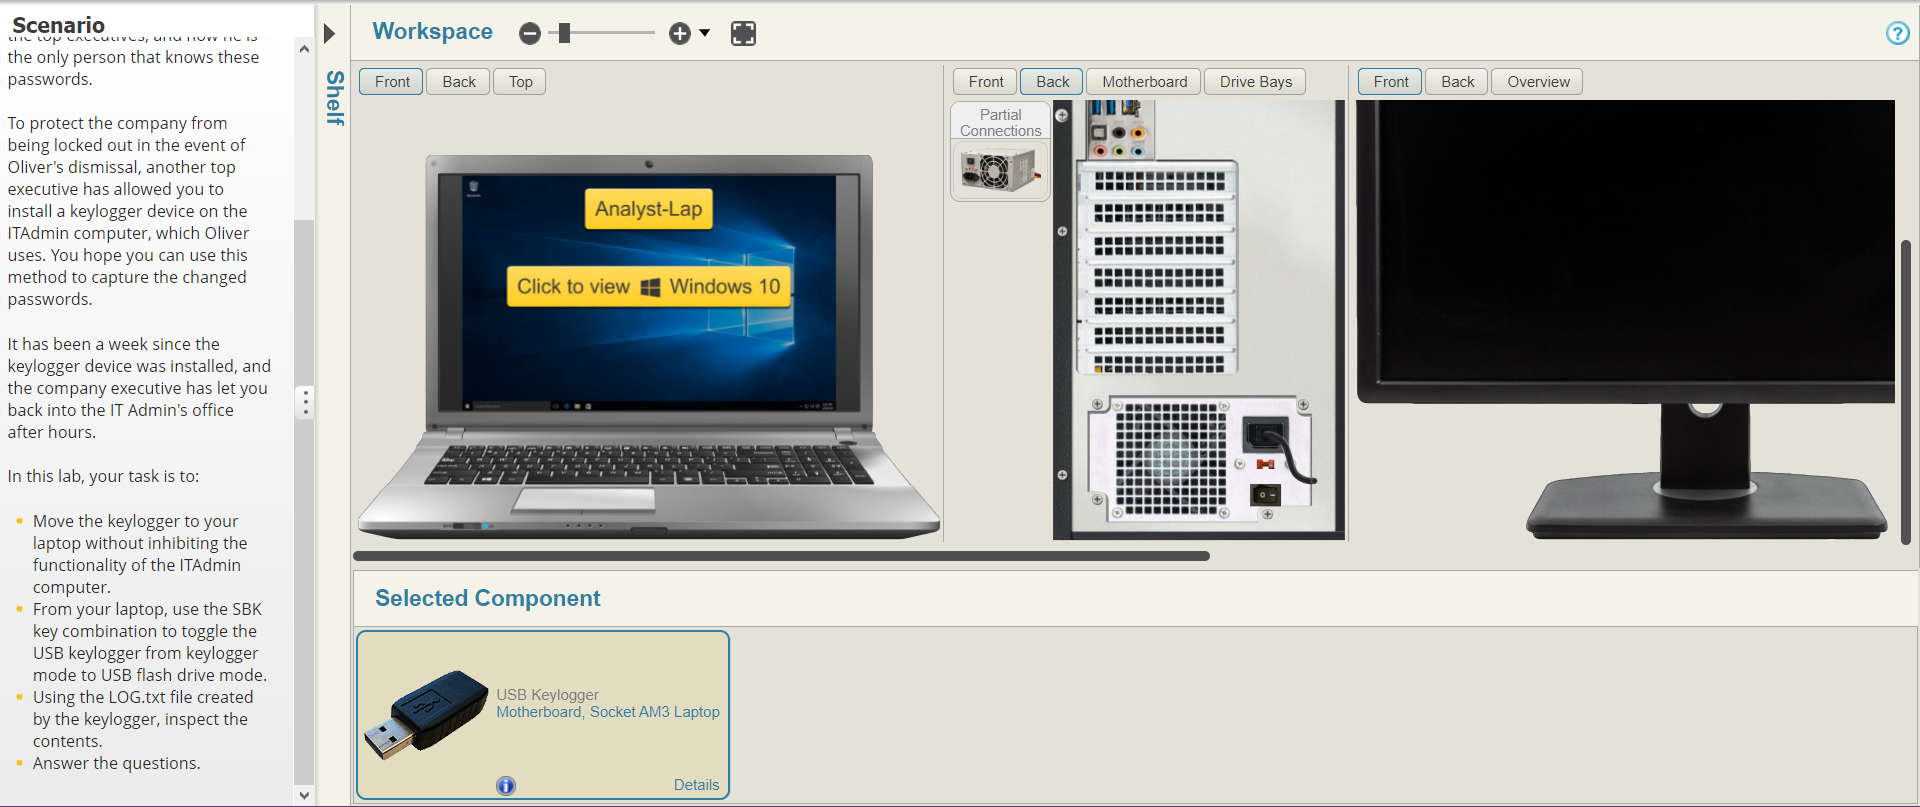 Scenario
the top executives, and now he is
the only person that knows these
passwords.
To protect the company from
being locked out in the event of
Oliver's dismissal, another top
executive has allowed you to
install a keylogger device on the
ITAdmin computer, which Oliver
uses. You hope you can use this
method to capture the changed
passwords.
It has been a week since the
keylogger device was installed, and
the company executive has let you
back into the IT Admin's office
after hours.
In this lab, your task is to:
Move the keylogger to your
laptop without inhibiting the
functionality of the ITAdmin
computer.
From your laptop, use the SBK
key combination to toggle the
USB keylogger from keylogger
mode to USB flash drive mode.
Using the LOG.txt file created
by the keylogger, inspect the
contents.
Answer the questions.
Shelf
Workspace
?
Front Back Top
Analyst-Lap
Click to view Windows 10
Front Back Motherboard Drive Bays
Partial
Connections
Front Back Overview
Selected Component
USB Keylogger
Motherboard, Socket AM3 Laptop
i
Details